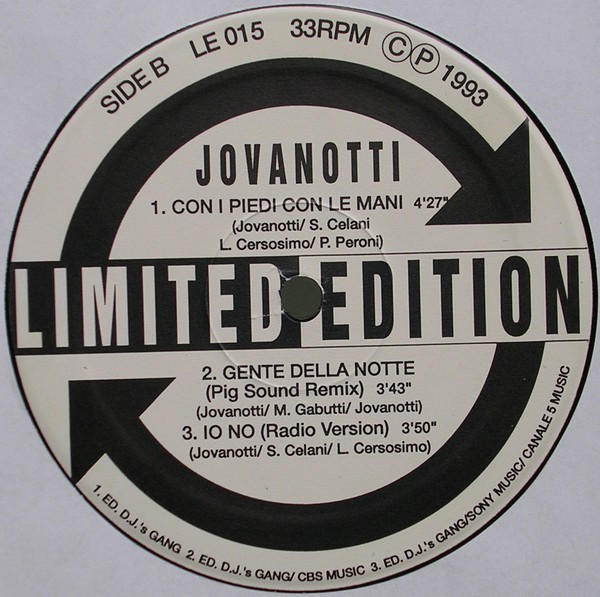 SIDE B LE 015 33RPM ⒸⓅ 1993
JOVANOTTI
1. CON I PIEDI CON LE MANI 4'27"
(Jovanotti/ S. Celani
L. Cersosimo/ P. Peroni)
LIMITED EDITION
2. GENTE DELLA NOTTE
(Pig Sound Remix) 3'43"
(Jovanotti/ M. Gabutti/ Jovanotti)
3. IO NO (Radio Version) 3'50"
(Jovanotti/ S. Celani/ L. Cersosimo)
1. ED. D.J.'s GANG 2. ED. D.J.'s GANG/ CBS MUSIC 3. ED. D.J.'s GANG/SONY MUSIC/ CANALE 5 MUSIC